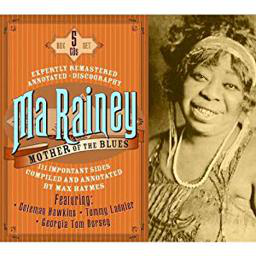 BOX 5 CDs SET
EXPERTLY REMASTERED
ANNOTATED · DISCOGRAPHY
Ma Rainey
MOTHER OF THE BLUES
111 IMPORTANT SIDES
COMPILED AND ANNOTATED
BY MAX HAYMES
Featuring:
· Coleman Hawkins · Tommy Ladnier
· Georgia Tom Dorsey